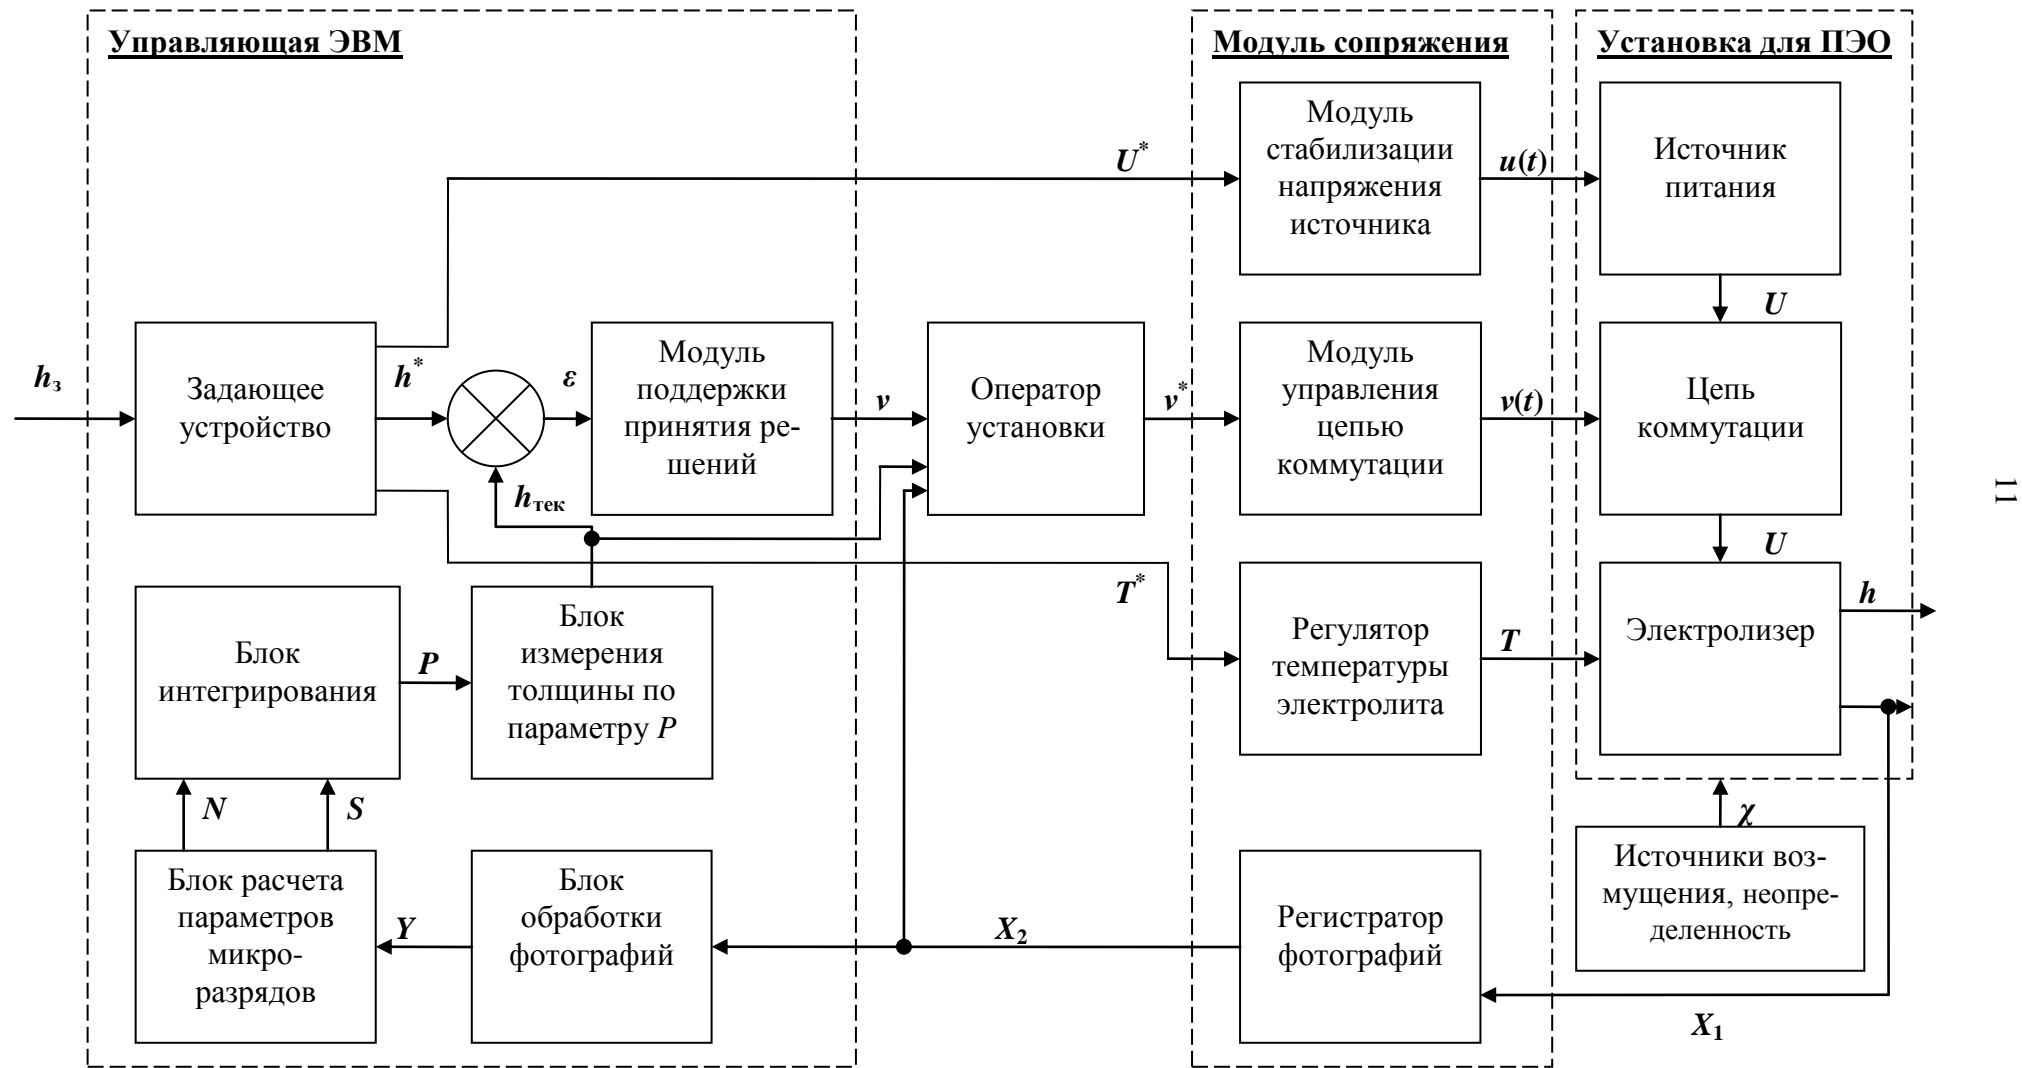 Управляющая ЭВМ
Модуль сопряжения
Установка для ПЭО
Модуль
стабилизации
напряжения
источника
Источник
питания
U*
u(t)
U
hз
Задающее
устройство
h*
ε
Модуль
поддержки
принятия ре-
шений
v
Оператор
установки
v*
Модуль
управления
цепью
коммутации
v(t)
Цепь
коммутации
11
hтек
U
T*
Блок
интегрирования
P
Блок
измерения
толщины по
параметру P
Регулятор
температуры
электролита
T
Электролизер
h
N
S
χ
Блок расчета
параметров
микро-
разрядов
Y
Блок
обработки
фотографий
X2
Регистратор
фотографий
Источники воз-
мущения, неопре-
деленность
X1